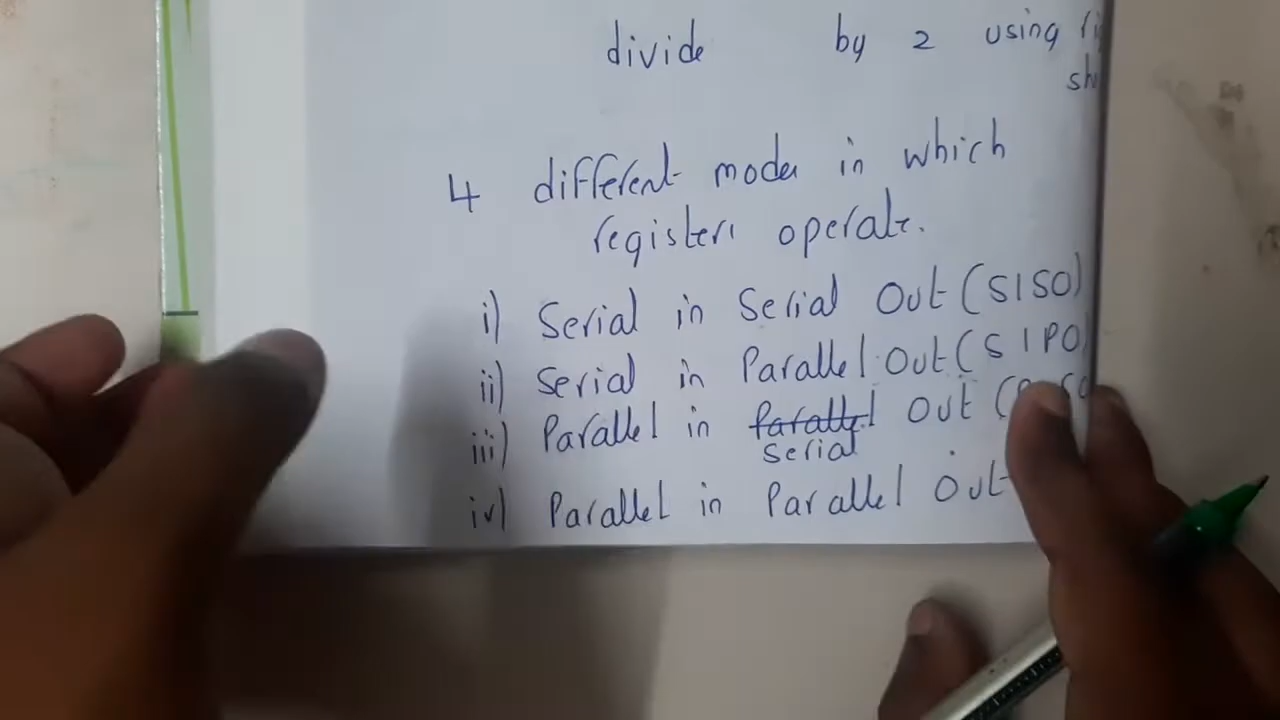 divide by 2 using
4 different modes in which
registers operate.
i) Serial in Serial Out (SISO)
ii) Serial in Parallel Out (SIPO
iii) Parallel in Parallel Out
serial
iv) Parallel in Parallel Out